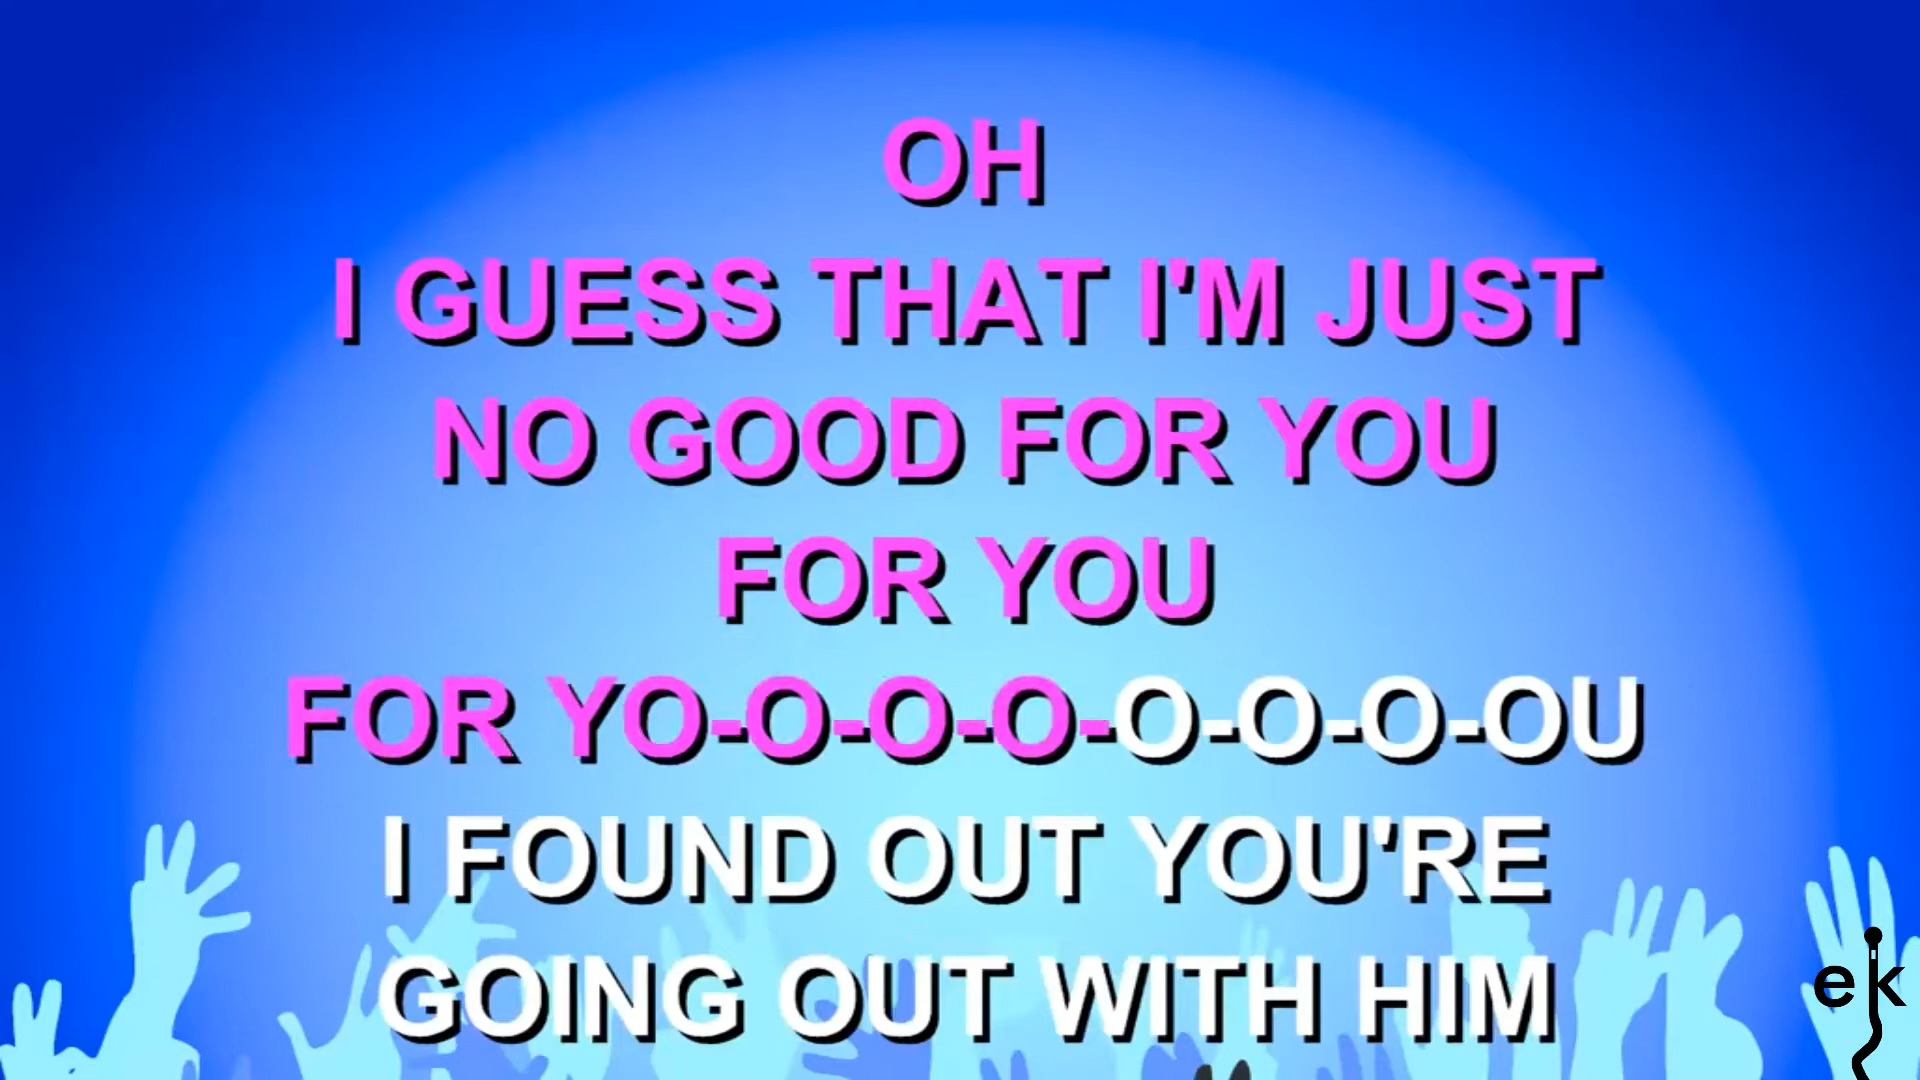 OH
I GUESS THAT I'M JUST
NO GOOD FOR YOU
FOR YOU
FOR YO-O-O-O-O-O-O-OU
I FOUND OUT YOU'RE
GOING OUT WITH HIM
ek